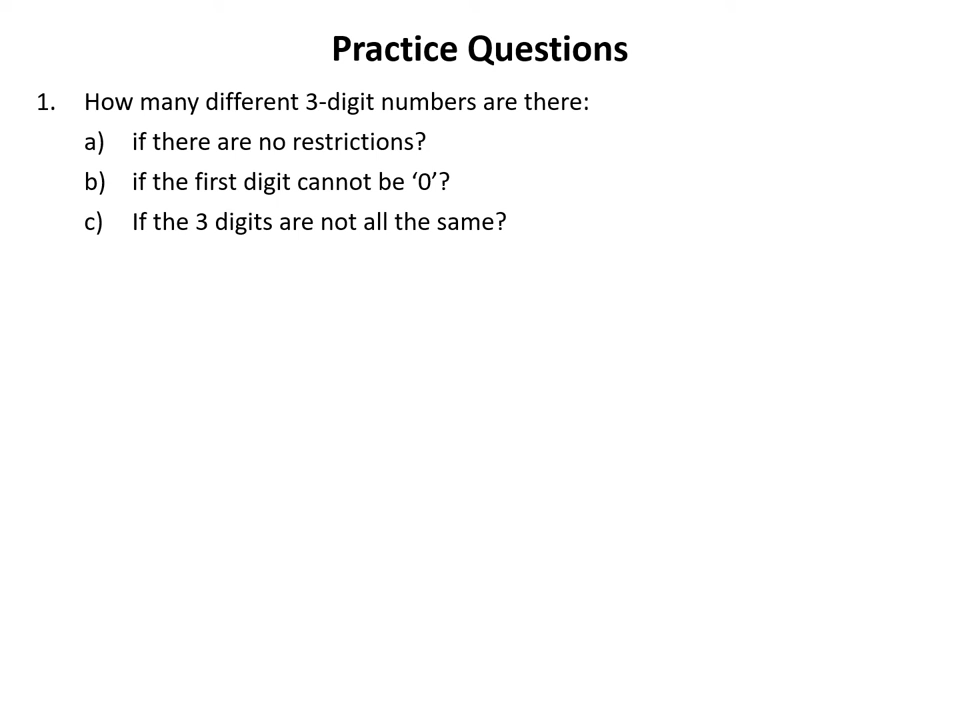 Practice Questions
1. How many different 3-digit numbers are there:
a) if there are no restrictions?
b) if the first digit cannot be ‘0’?
c) If the 3 digits are not all the same?